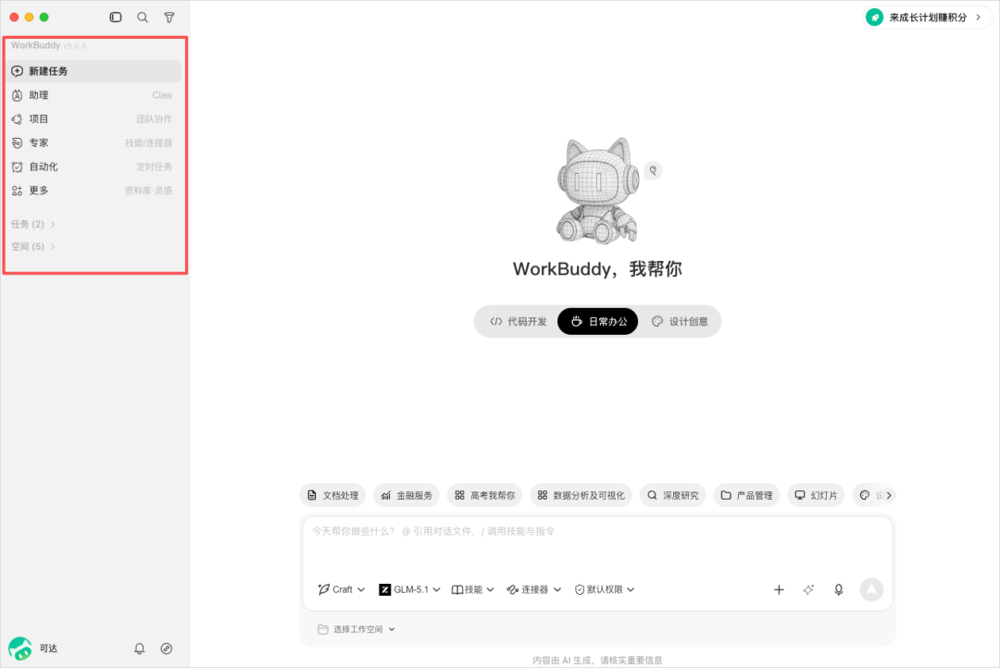 来成长计划赚积分
WorkBuddy v5.0.3
新建任务
助理 Claw
项目 团队协作
专家 技能/连接器
自动化 定时任务
更多 资料库·灵感
任务 (2)
空间 (5)
WorkBuddy，我帮你
代码开发 日常办公 设计创意
文档处理 金融服务 高考我帮你 数据分析及可视化 深度研究 产品管理 幻灯片
今天帮你做些什么？ @ 引用对话文件，/ 调用技能与指令
Craft GLM-5.1 技能 连接器 默认权限
选择工作空间
可达
内容由 AI 生成，请核实重要信息